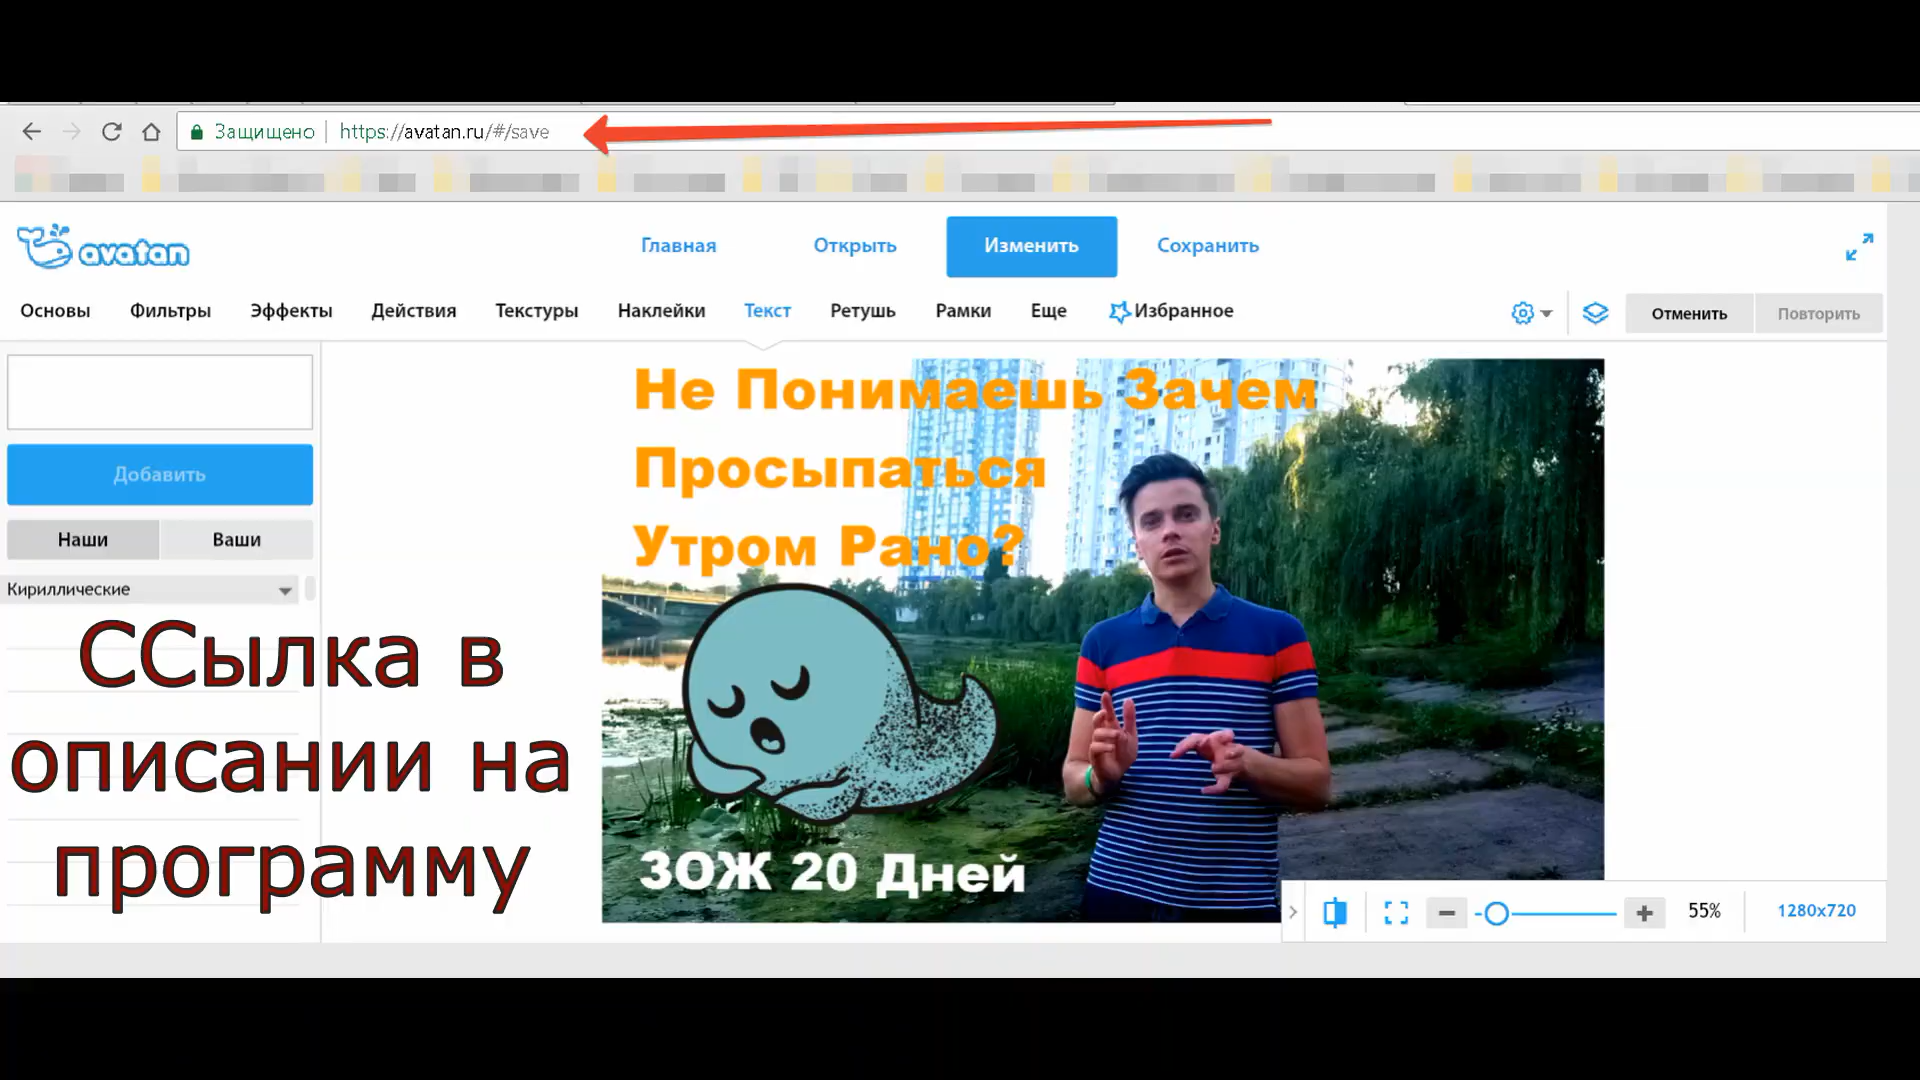 Защищено https://avatan.ru/#/save
avatan
Главная Открыть Изменить Сохранить
Основы Фильтры Эффекты Действия Текстуры Наклейки Текст Ретушь Рамки Еще Избранное Отменить Повторить
Добавить
Наши Ваши
Кириллические
ССылка в
описании на
программу
Не Понимаешь Зачем
Просыпаться
Утром Рано?
ЗОЖ 20 Дней
55% 1280x720